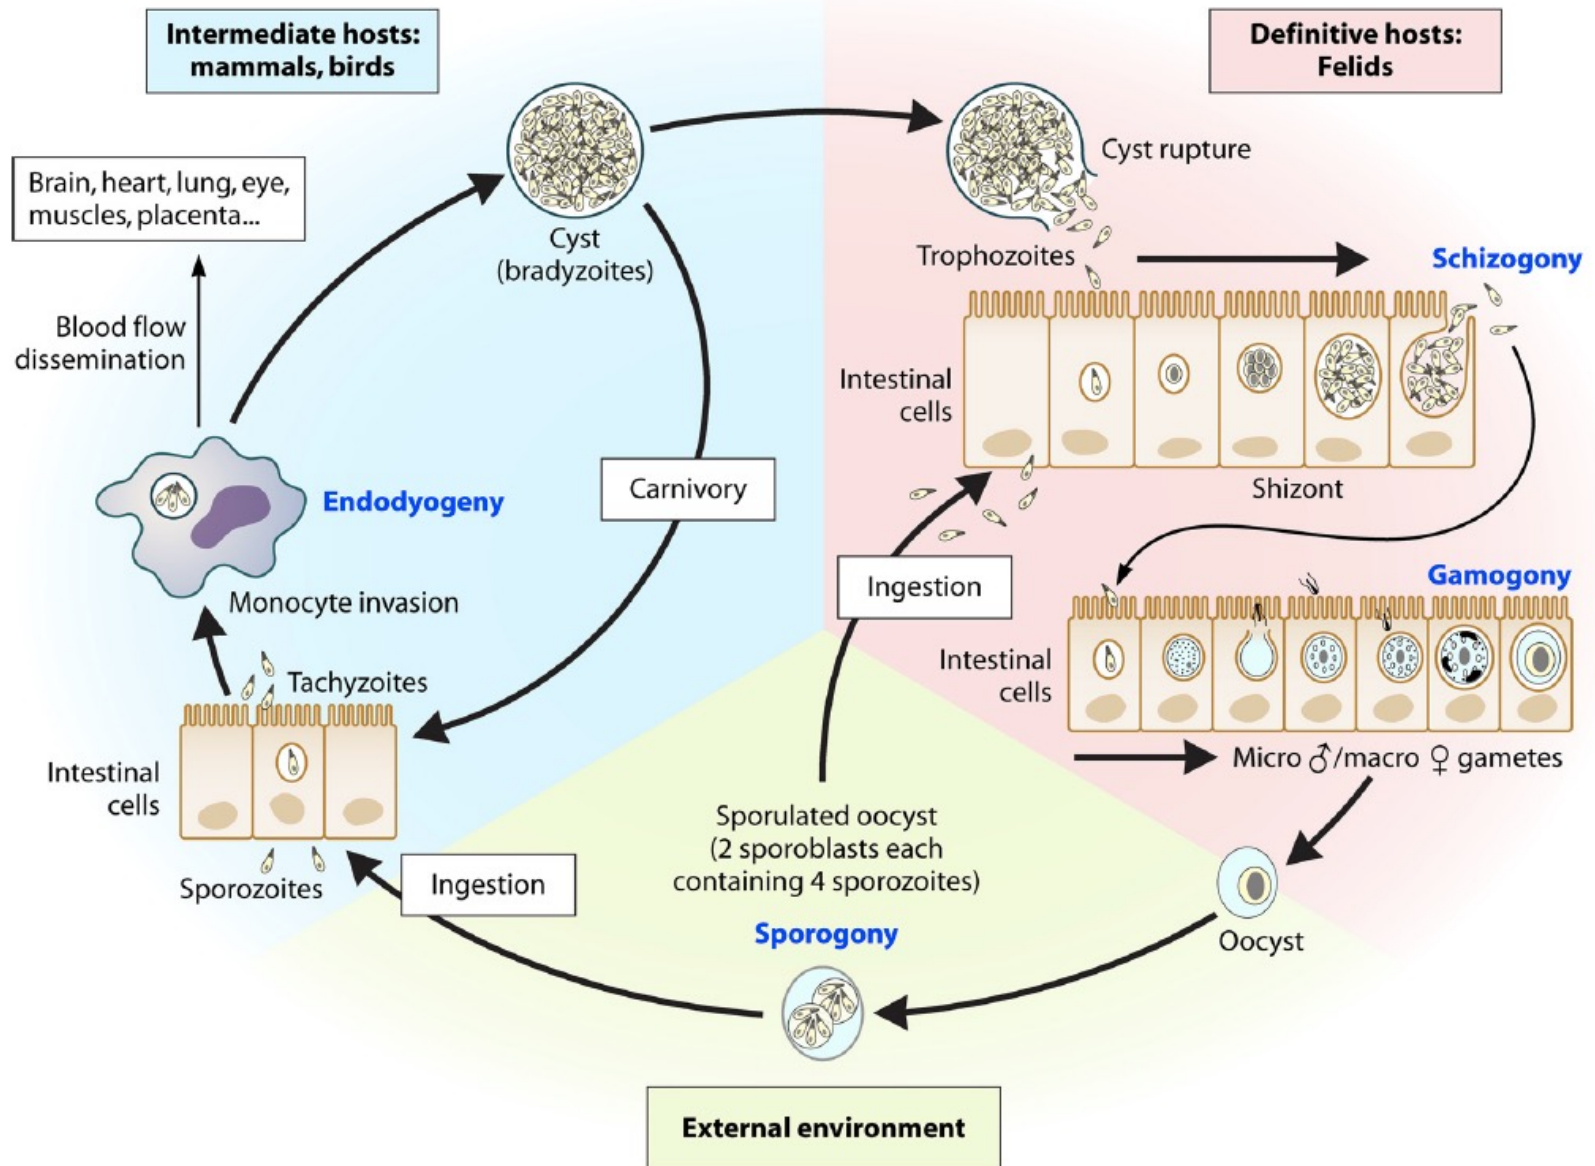 Intermediate hosts:
mammals, birds
Definitive hosts:
Felids
Brain, heart, lung, eye,
muscles, placenta...
Cyst
(bradyzoites)
Cyst rupture
Trophozoites
Schizogony
Blood flow
dissemination
Intestinal
cells
Carnivory
Shizont
Endodyogeny
Monocyte invasion
Ingestion
Gamogony
Tachyzoites
Intestinal
cells
Intestinal
cells
Micro ♂/macro ♀ gametes
Sporozoites
Ingestion
Sporulated oocyst
(2 sporoblasts each
containing 4 sporozoites)
Sporogony
Oocyst
External environment